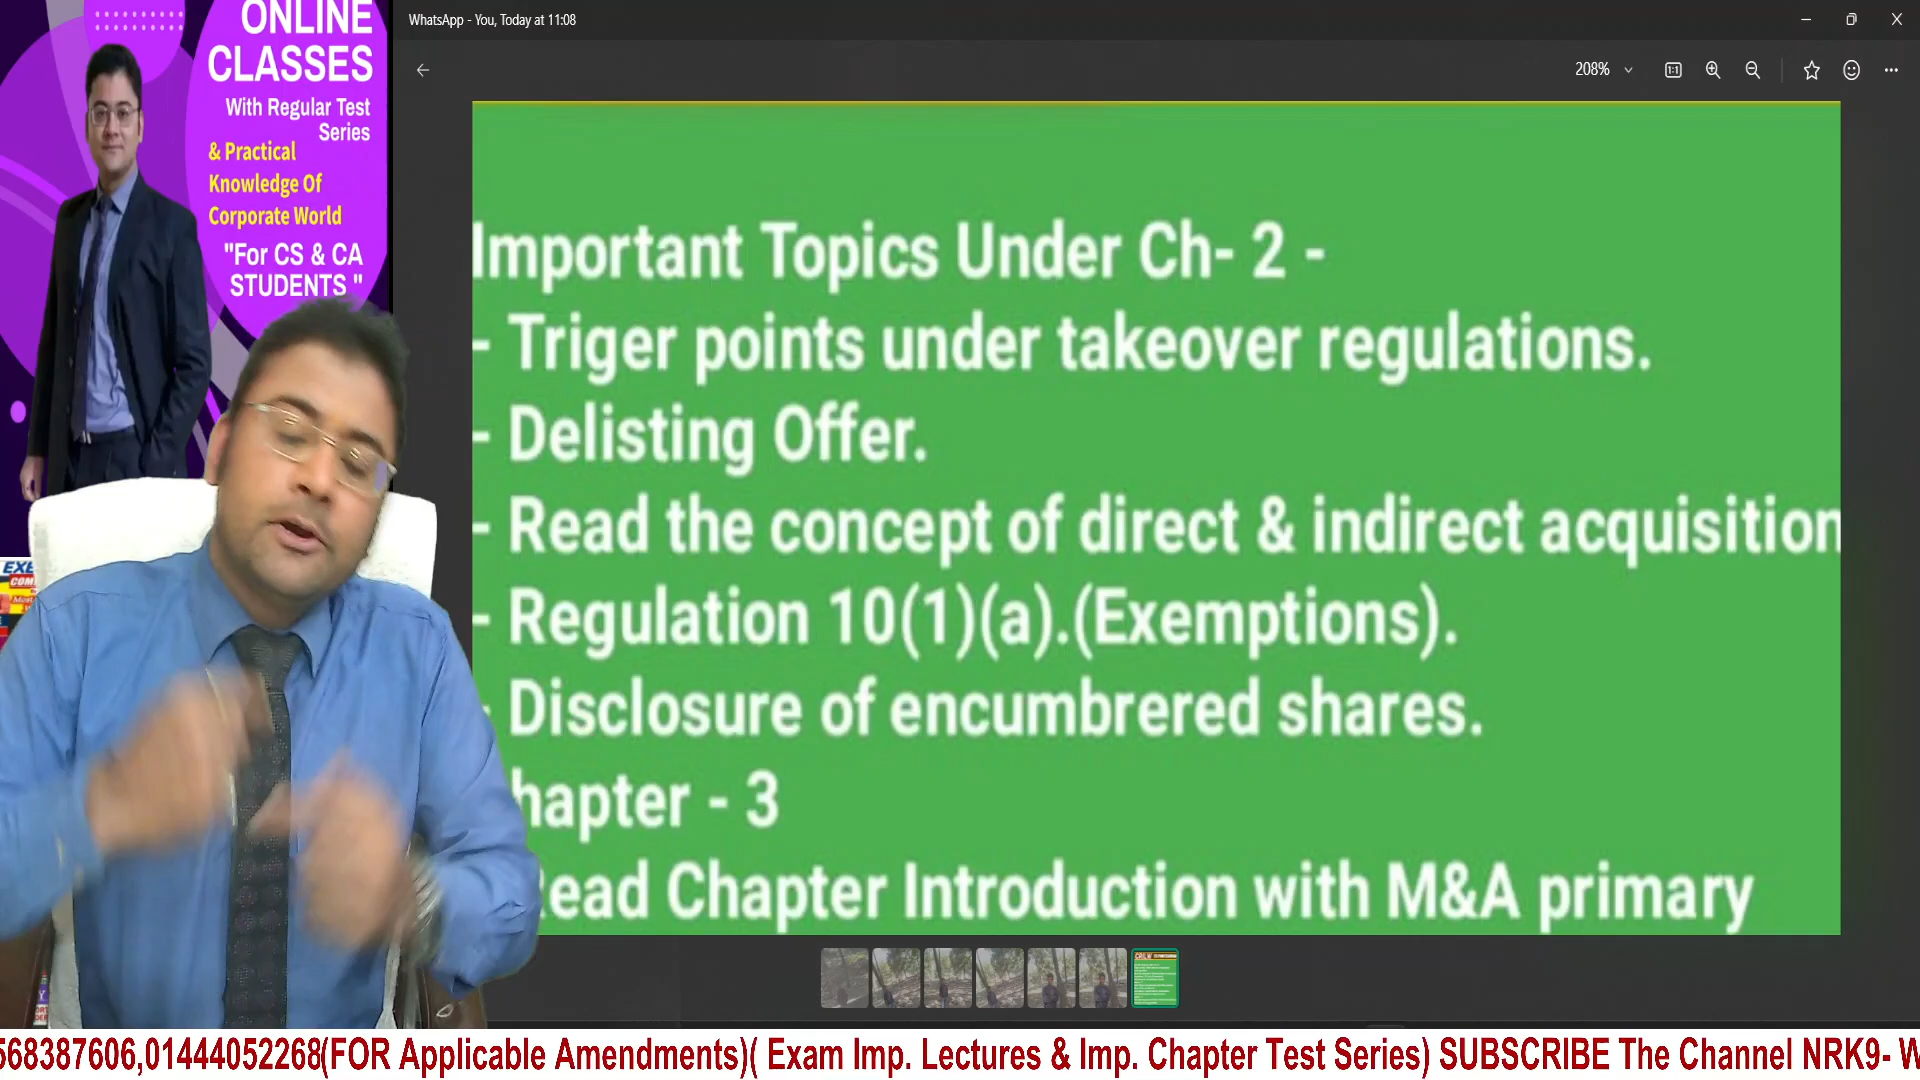 ONLINE
CLASSES
With Regular Test
Series
& Practical
Knowledge Of
Corporate World
"For CS & CA
STUDENTS "
WhatsApp - You, Today at 11:08
208%
Important Topics Under Ch- 2 -
- Triger points under takeover regulations.
- Delisting Offer.
- Read the concept of direct & indirect acquisition
- Regulation 10(1)(a).(Exemptions).
- Disclosure of encumbrered shares.
hapter - 3
Read Chapter Introduction with M&A primary
568387606,01444052268(FOR Applicable Amendments)( Exam Imp. Lectures & Imp. Chapter Test Series) SUBSCRIBE The Channel NRK9- W